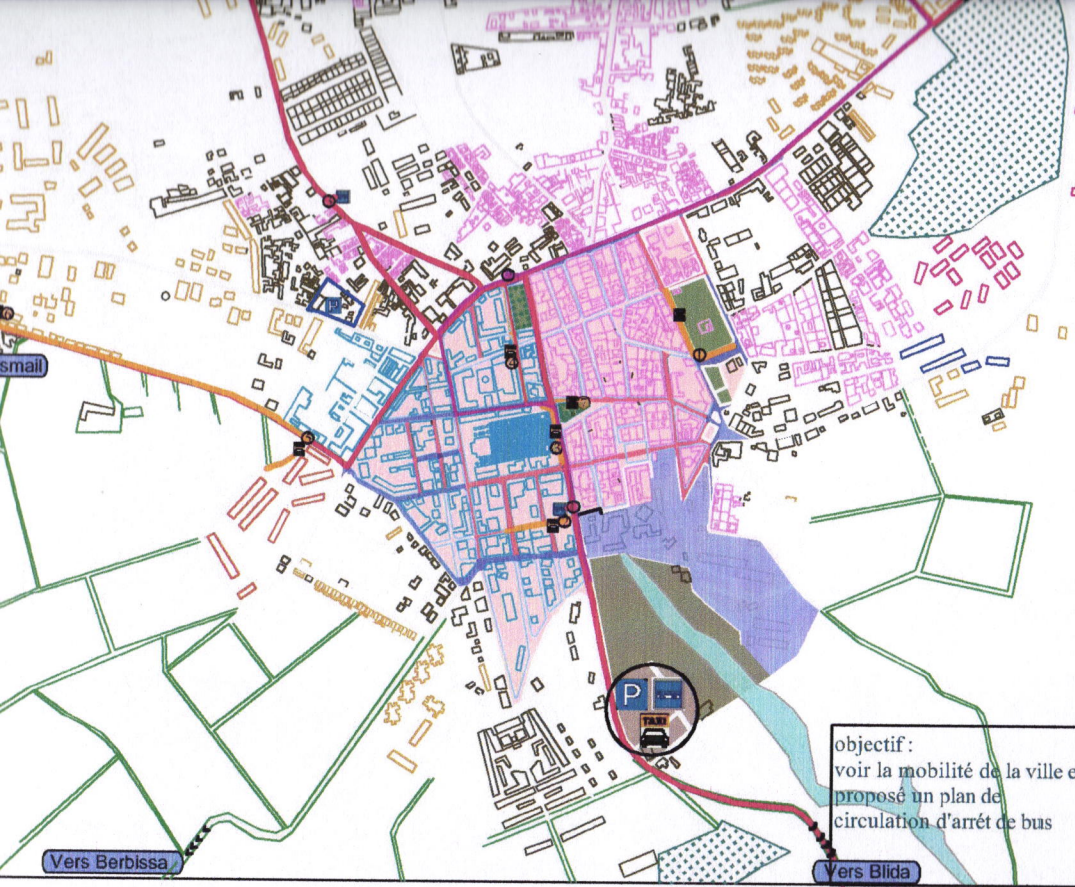 smail
P
P
TAXI
objectif :
voir la mobilité de la ville e
proposé un plan de
circulation d'arrét de bus
Vers Berbissa
Vers Blida